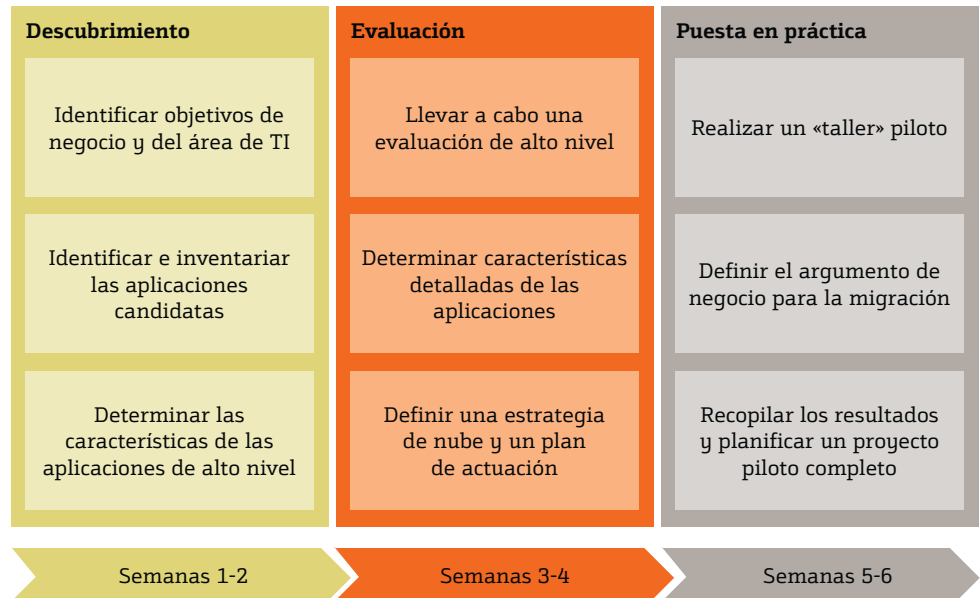 Descubrimiento
Identificar objetivos de
negocio y del área de TI
Identificar e inventariar
las aplicaciones
candidatas
Determinar las
características de las
aplicaciones de alto nivel
Semanas 1-2
Evaluación
Llevar a cabo una
evaluación de alto nivel
Determinar características
detalladas de las
aplicaciones
Definir una estrategia
de nube y un plan
de actuación
Semanas 3-4
Puesta en práctica
Realizar un «taller» piloto
Definir el argumento de
negocio para la migración
Recopilar los resultados
y planificar un proyecto
piloto completo
Semanas 5-6